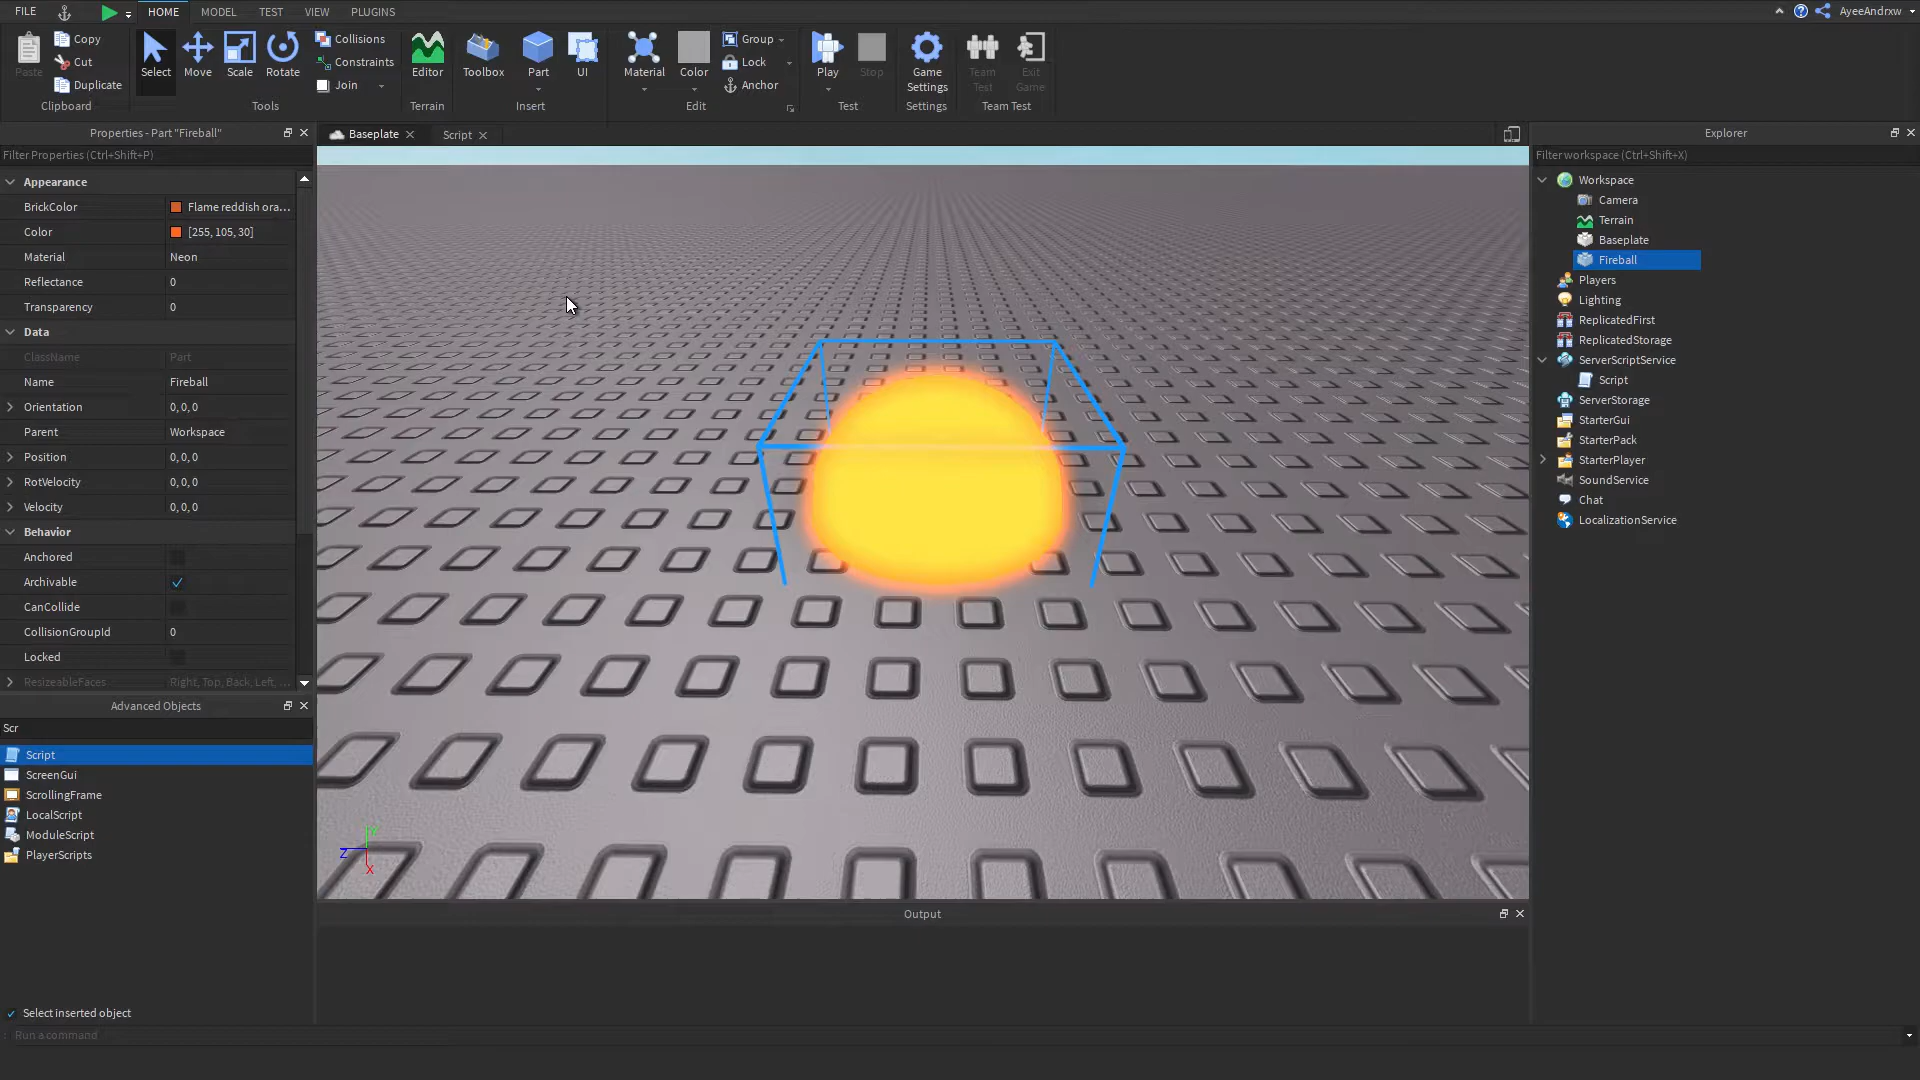 FILE HOME MODEL TEST VIEW PLUGINS AyeeAndrxw
Paste Copy Cut Duplicate
Select Move Scale Rotate
Collisions Constraints Join
Editor Toolbox Part UI
Material Color Group Lock Anchor
Play Stop Game Settings Team Test Exit Game
Clipboard Tools Terrain Insert Edit Test Settings Team Test
Properties - Part "Fireball"
Filter Properties (Ctrl+Shift+P)
Appearance
BrickColor Flame reddish ora...
Color [255, 105, 30]
Material Neon
Reflectance 0
Transparency 0
Data
ClassName Part
Name Fireball
Orientation 0, 0, 0
Parent Workspace
Position 0, 0, 0
RotVelocity 0, 0, 0
Velocity 0, 0, 0
Behavior
Anchored
Archivable
CanCollide
CollisionGroupId 0
Locked
ResizeableFaces Right, Top, Back, Left, ...
Advanced Objects
Scr
Script
ScreenGui
ScrollingFrame
LocalScript
ModuleScript
PlayerScripts
Select inserted object
Run a command
Baseplate Script
Y
Z
X
Output
Explorer
Filter workspace (Ctrl+Shift+X)
Workspace
Camera
Terrain
Baseplate
Fireball
Players
Lighting
ReplicatedFirst
ReplicatedStorage
ServerScriptService
Script
ServerStorage
StarterGui
StarterPack
StarterPlayer
SoundService
Chat
LocalizationService